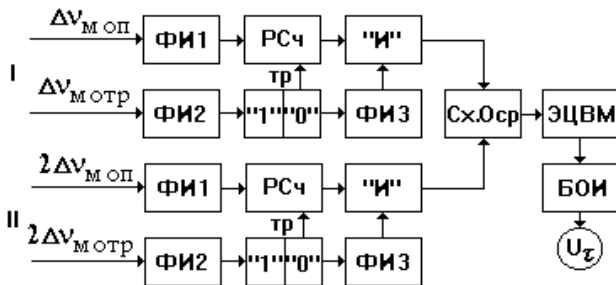 Δν м оп ФИ1 РСч "И"
I тр Сх.Оср ЭЦВМ
Δν м отр ФИ2 "1" "0" ФИ3
2Δν м оп ФИ1 РСч "И" БОИ
II тр
2Δν м отр ФИ2 "1" "0" ФИ3 Uτ